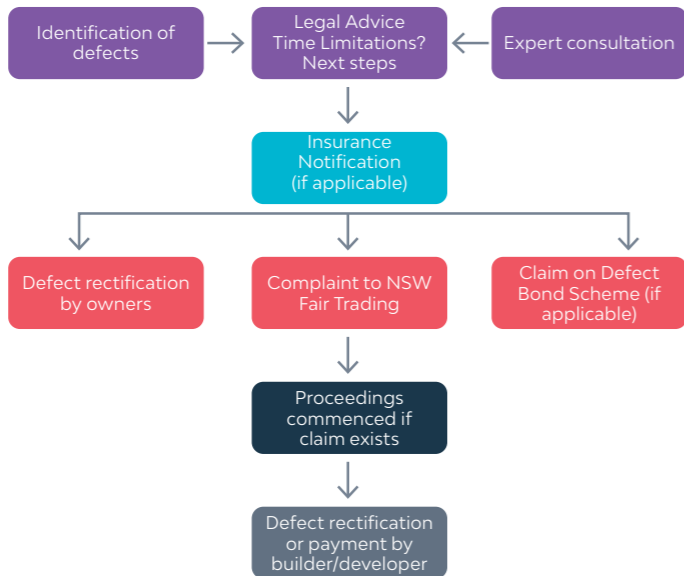 Identification of
defects
Legal Advice
Time Limitations?
Next steps
Expert consultation
Insurance
Notification
(if applicable)
Defect rectification
by owners
Complaint to NSW
Fair Trading
Claim on Defect
Bond Scheme (if
applicable)
Proceedings
commenced if
claim exists
Defect rectification
or payment by
builder/developer